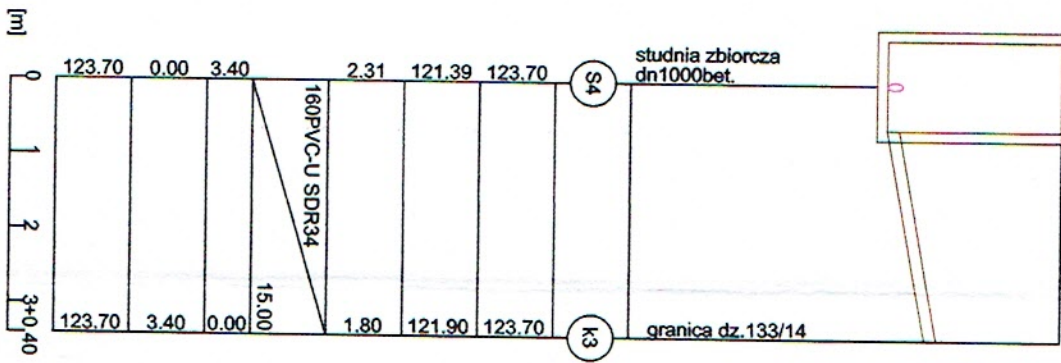 [m]
0
1
2
3+0.40
123.70 0.00 3.40 2.31 121.39 123.70 S4
studnia zbiorcza
dn1000bet.
160PVC-U SDR34
15.00
123.70 3.40 0.00 1.80 121.90 123.70 k3 granica dz.133/14